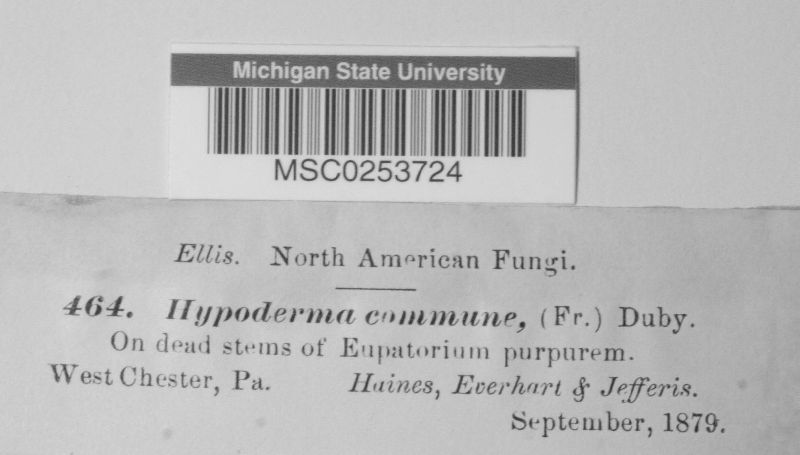 Michigan State University
MSC0253724
Ellis. North American Fungi.
464. Hypoderma commune, (Fr.) Duby.
On dead stems of Eupatorium purpurem.
West Chester, Pa. Haines, Everhart & Jefferis.
September, 1879.